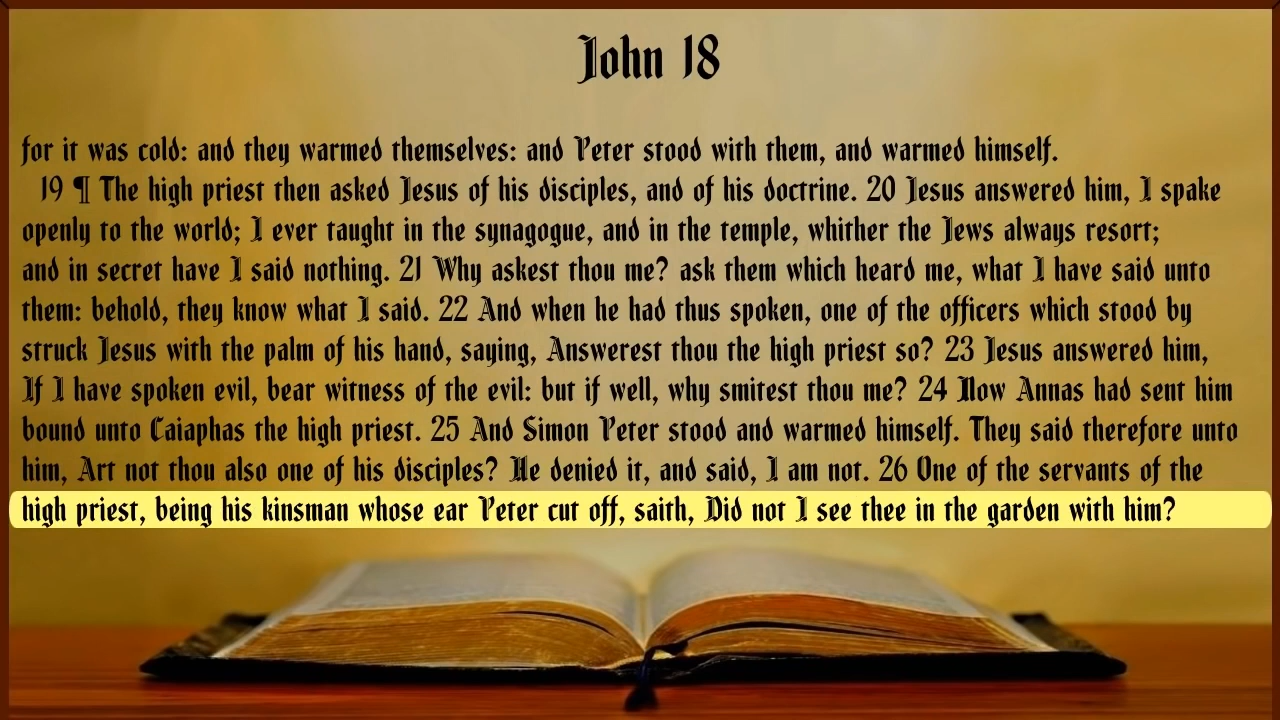 John 18
for it was cold: and they warmed themselves: and Peter stood with them, and warmed himself.
19 ¶ The high priest then asked Jesus of his disciples, and of his doctrine. 20 Jesus answered him, I spake
openly to the world; I ever taught in the synagogue, and in the temple, whither the Jews always resort;
and in secret have I said nothing. 21 Why askest thou me? ask them which heard me, what I have said unto
them: behold, they know what I said. 22 And when he had thus spoken, one of the officers which stood by
struck Jesus with the palm of his hand, saying, Answerest thou the high priest so? 23 Jesus answered him,
If I have spoken evil, bear witness of the evil: but if well, why smitest thou me? 24 Now Annas had sent him
bound unto Caiaphas the high priest. 25 And Simon Peter stood and warmed himself. They said therefore unto
him, Art not thou also one of his disciples? He denied it, and said, I am not. 26 One of the servants of the
high priest, being his kinsman whose ear Peter cut off, saith, Did not I see thee in the garden with him?